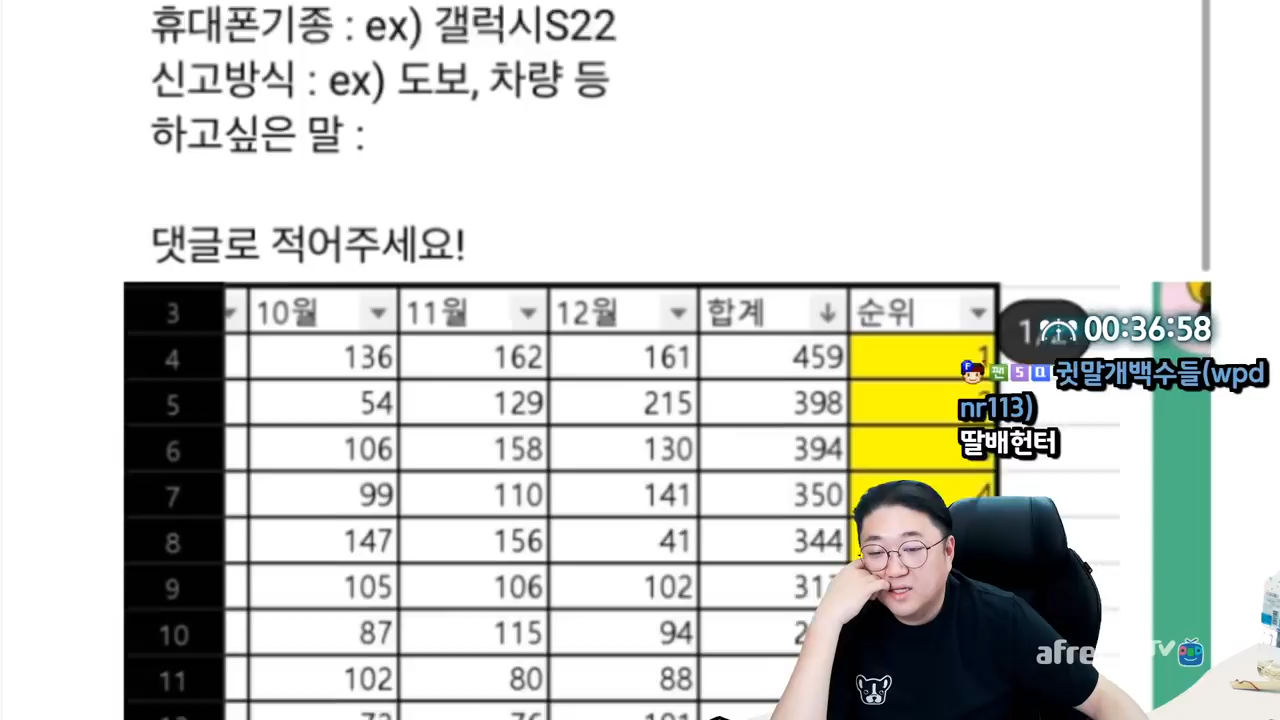 휴대폰기종 : ex) 갤럭시S22
신고방식 : ex) 도보, 차량 등
하고싶은 말 :
댓글로 적어주세요!
3 10월 11월 12월 합계 순위
4 136 162 161 459 1
5 54 129 215 398
6 106 158 130 394
7 99 110 141 350 4
8 147 156 41 344
9 105 106 102
10 87 115 94
11 102 80 88
00:36:58
F 팬 5 Q 귓말개백수들(wpd
nr113)
딸배헌터